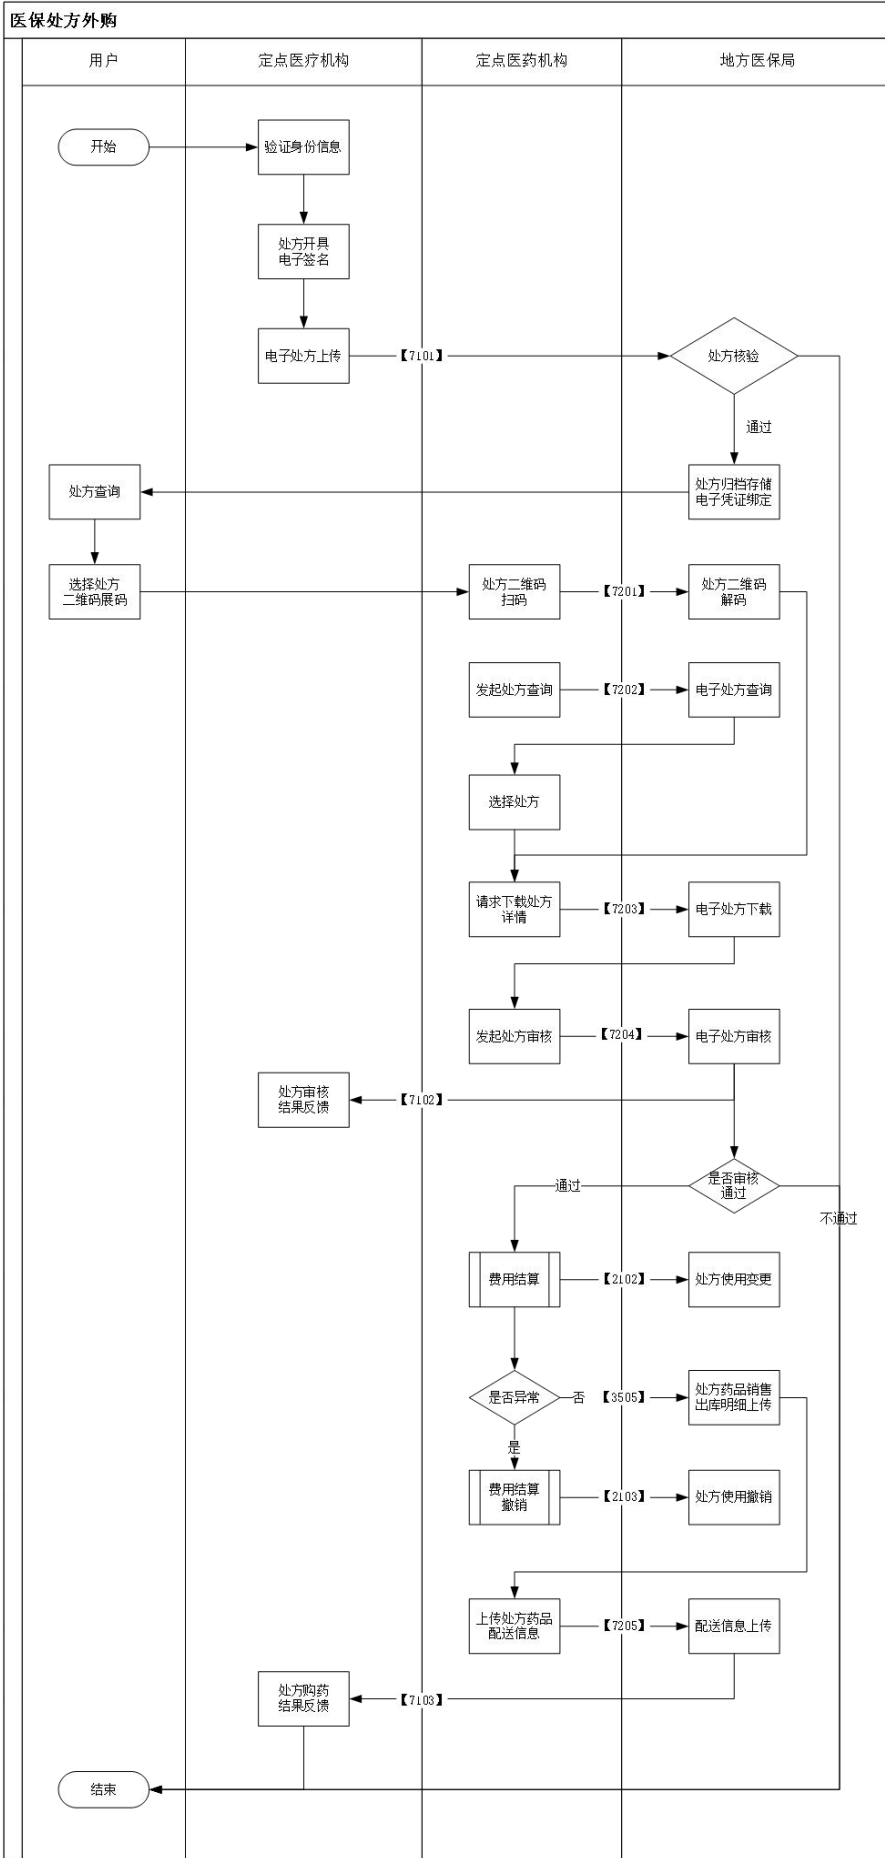 医保处方外购
用户
定点医疗机构
定点医药机构
地方医保局
开始
验证身份信息
处方开具
电子签名
电子处方上传
【7101】
处方核验
通过
处方查询
处方归档存储
电子凭证绑定
选择处方
二维码展码
处方二维码
扫码
【7201】
处方二维码
解码
发起处方查询
【7202】
电子处方查询
选择处方
请求下载处方
详情
【7203】
电子处方下载
发起处方审核
【7204】
电子处方审核
处方审核
结果反馈
【7102】
是否审核
通过
通过
不通过
费用结算
【2102】
处方使用变更
是否异常
否
【3505】
处方药品销售
出库明细上传
是
费用结算
撤销
【2103】
处方使用撤销
上传处方药品
配送信息
【7205】
配送信息上传
处方购药
结果反馈
【7103】
结束